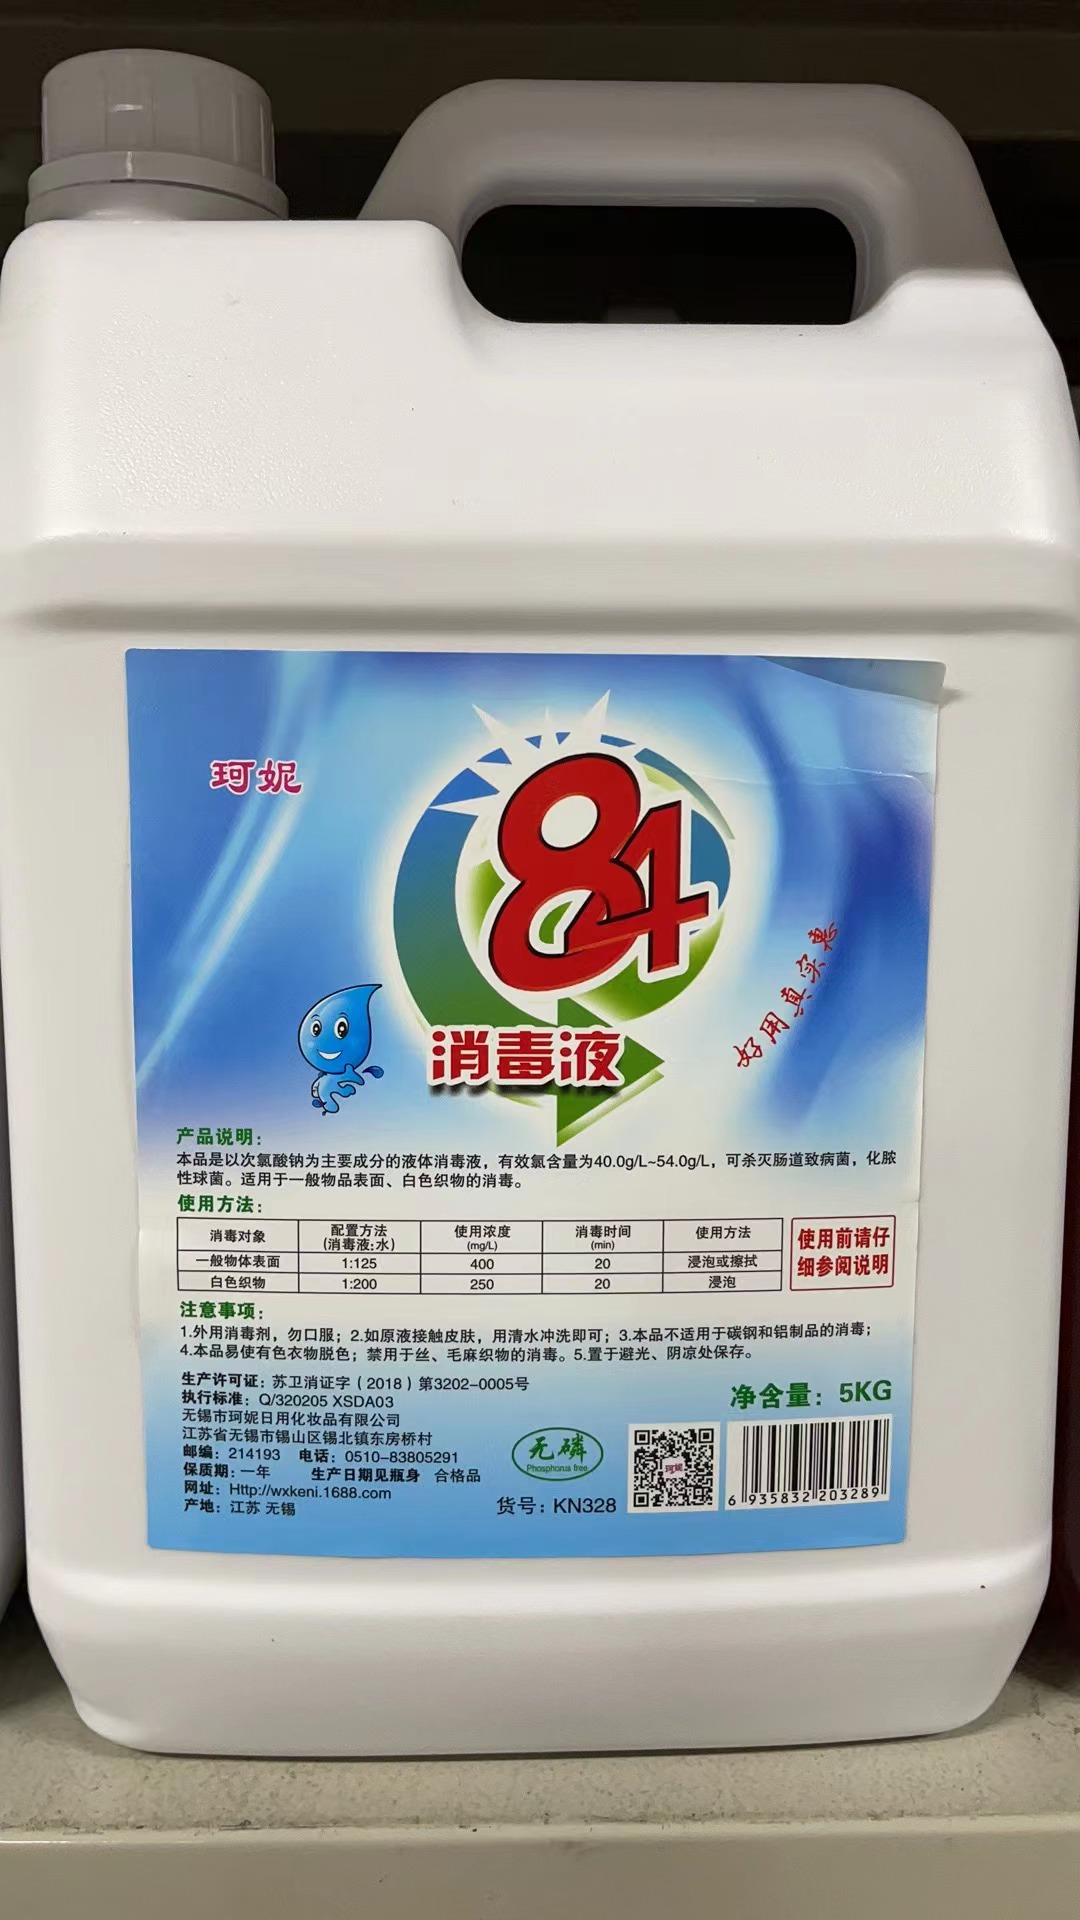 珂妮
84
消毒液
好用真实惠
产品说明：
本品是以次氯酸钠为主要成分的液体消毒液，有效氯含量为40.0g/L~54.0g/L，可杀灭肠道致病菌，化脓
性球菌。适用于一般物品表面、白色织物的消毒。
使用方法：
消毒对象 配置方法 (消毒液:水) 使用浓度 (mg/L) 消毒时间 (min) 使用方法
一般物体表面 1:125 400 20 浸泡或擦拭
白色织物 1:200 250 20 浸泡
使用前请仔
细参阅说明
注意事项：
1.外用消毒剂，勿口服；2.如原液接触皮肤，用清水冲洗即可；3.本品不适用于碳钢和铝制品的消毒；
4.本品易使有色衣物脱色；禁用于丝、毛麻织物的消毒。5.置于避光、阴凉处保存。
生产许可证：苏卫消证字（2018）第3202-0005号
执行标准：Q/320205 XSDA03
无锡市珂妮日用化妆品有限公司
江苏省无锡市锡山区锡北镇东房桥村
邮编：214193 电话：0510-83805291
保质期：一年 生产日期见瓶身 合格品
网址：Http://wxkeni.1688.com
产地：江苏 无锡
净含量：5KG
无磷
Phosphorus free
货号：KN328
珂妮
6 935832 203289